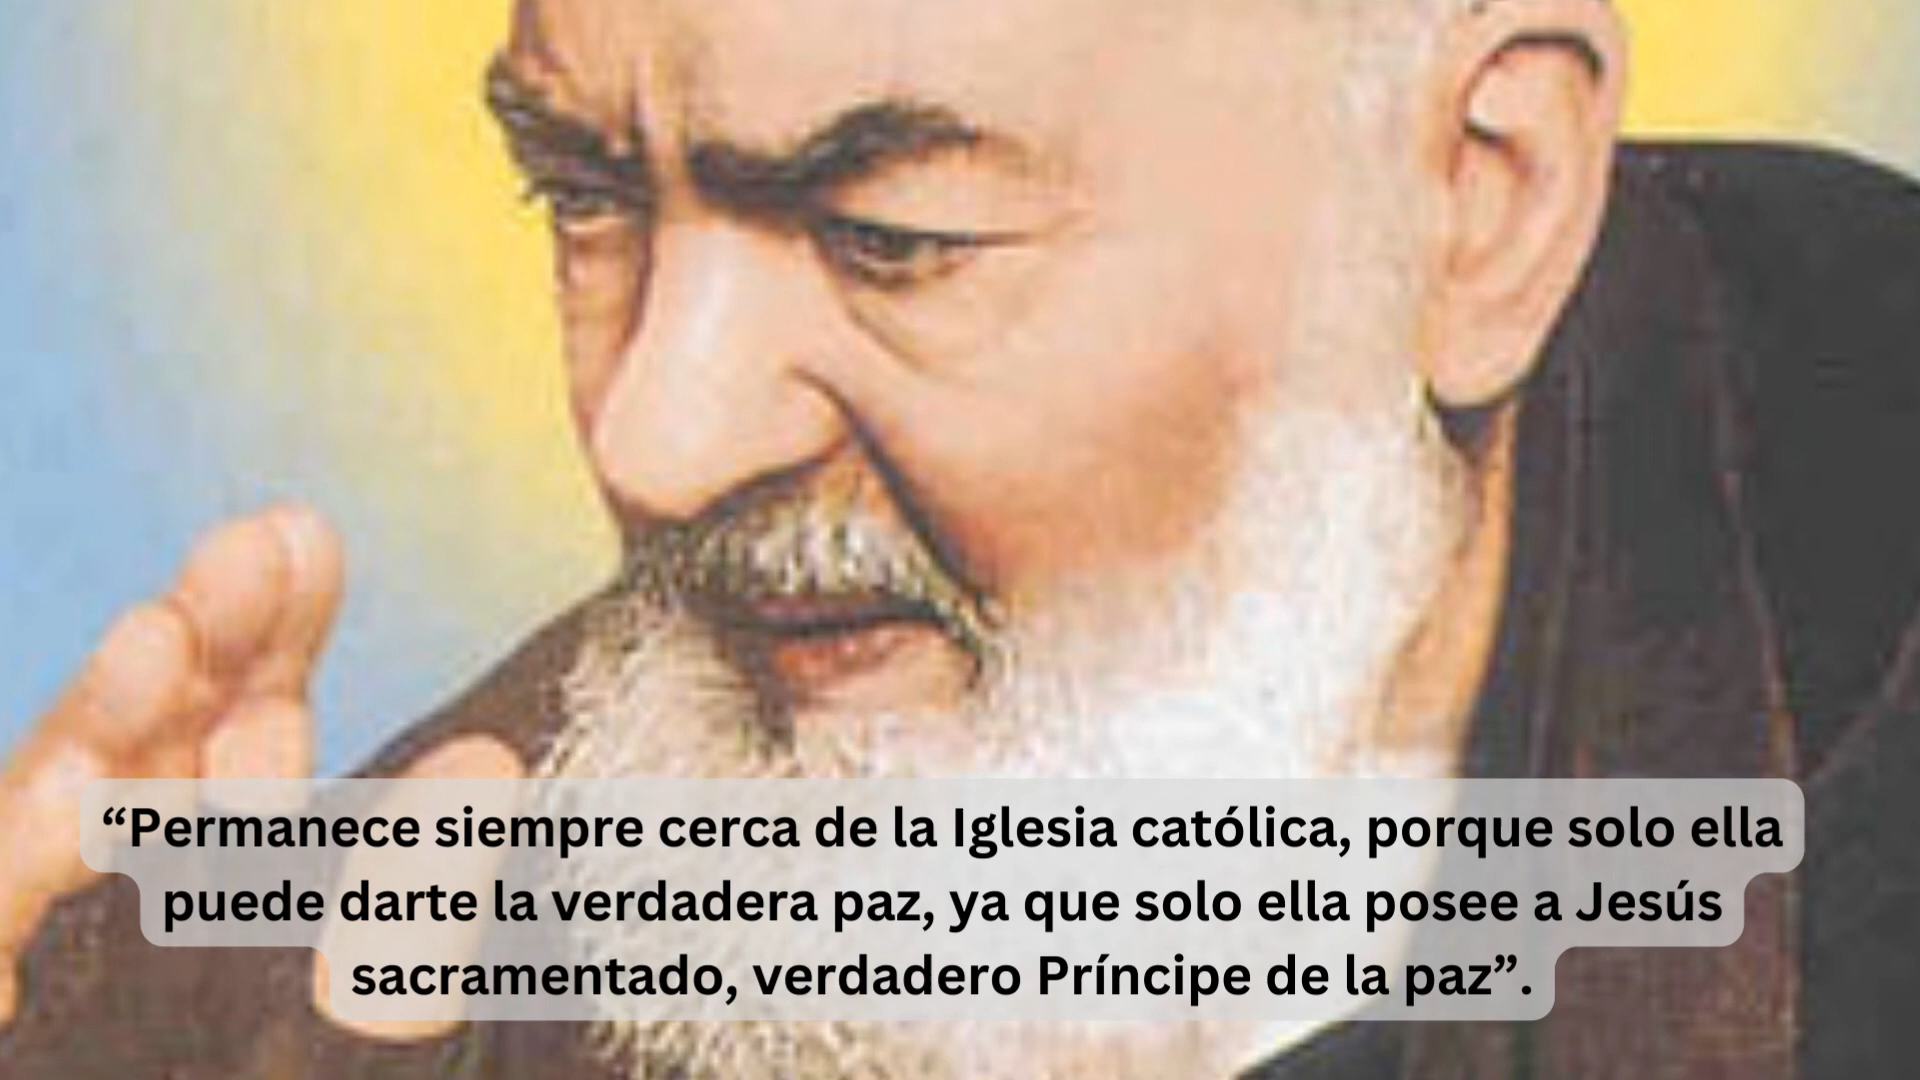 “Permanece siempre cerca de la Iglesia católica, porque solo ella
puede darte la verdadera paz, ya que solo ella posee a Jesús
sacramentado, verdadero Príncipe de la paz”.